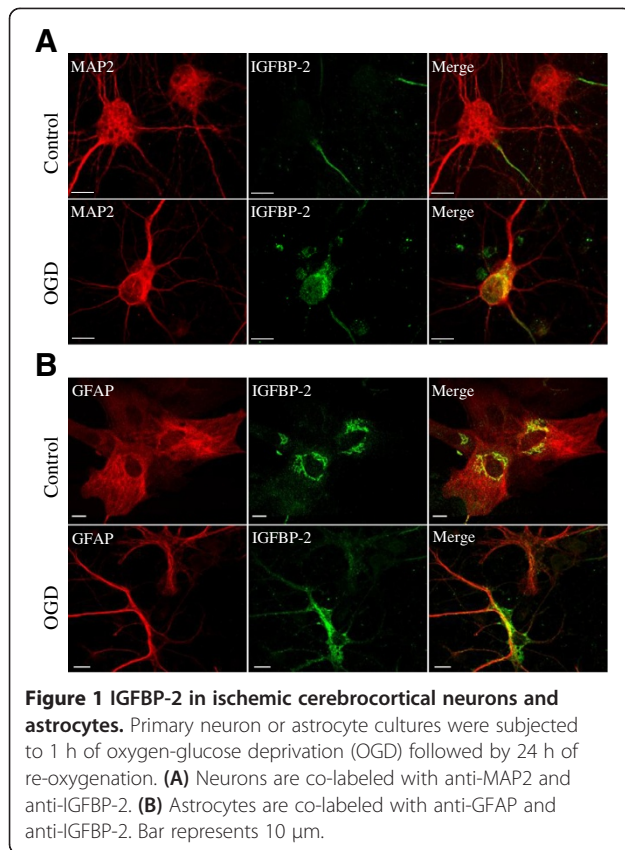 A
MAP2 IGFBP-2 Merge
Control
MAP2 IGFBP-2 Merge
OGD
B
GFAP IGFBP-2 Merge
Control
GFAP IGFBP-2 Merge
OGD
Figure 1 IGFBP-2 in ischemic cerebrocortical neurons and
astrocytes. Primary neuron or astrocyte cultures were subjected
to 1 h of oxygen-glucose deprivation (OGD) followed by 24 h of
re-oxygenation. (A) Neurons are co-labeled with anti-MAP2 and
anti-IGFBP-2. (B) Astrocytes are co-labeled with anti-GFAP and
anti-IGFBP-2. Bar represents 10 μm.